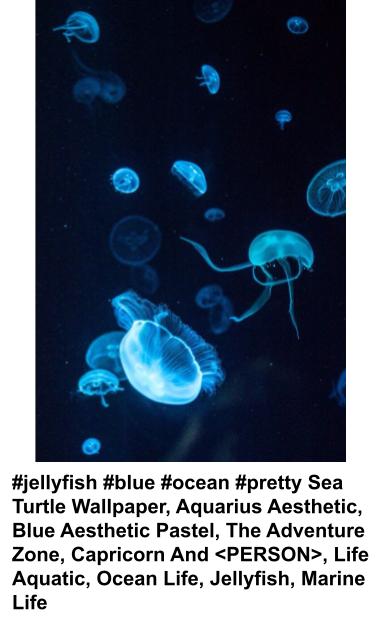 #jellyfish #blue #ocean #pretty Sea
Turtle Wallpaper, Aquarius Aesthetic,
Blue Aesthetic Pastel, The Adventure
Zone, Capricorn And <PERSON>, Life
Aquatic, Ocean Life, Jellyfish, Marine
Life